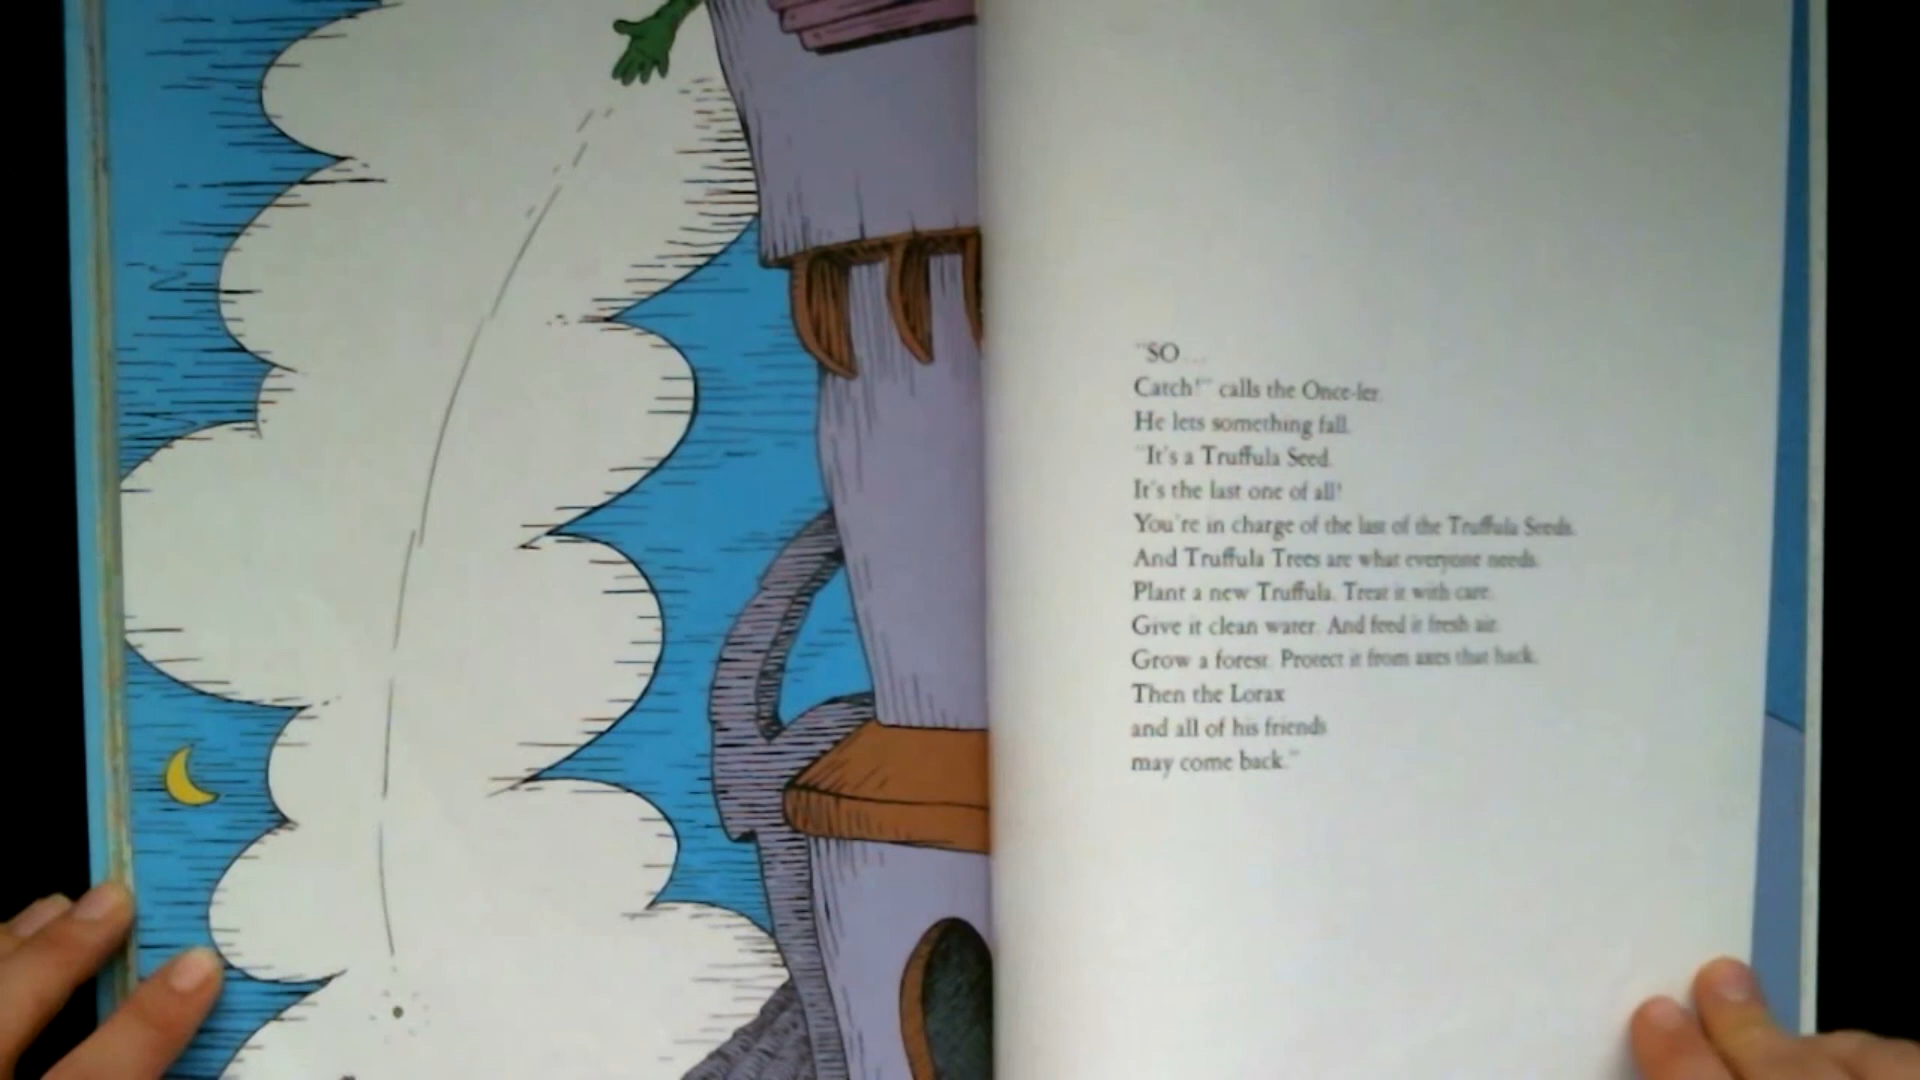 "SO...
Catch!" calls the Once-ler.
He lets something fall.
"It's a Truffula Seed.
It's the last one of all!
You're in charge of the last of the Truffula Seeds.
And Truffula Trees are what everyone needs.
Plant a new Truffula. Treat it with care.
Give it clean water. And feed it fresh air.
Grow a forest. Protect it from axes that hack.
Then the Lorax
and all of his friends
may come back."